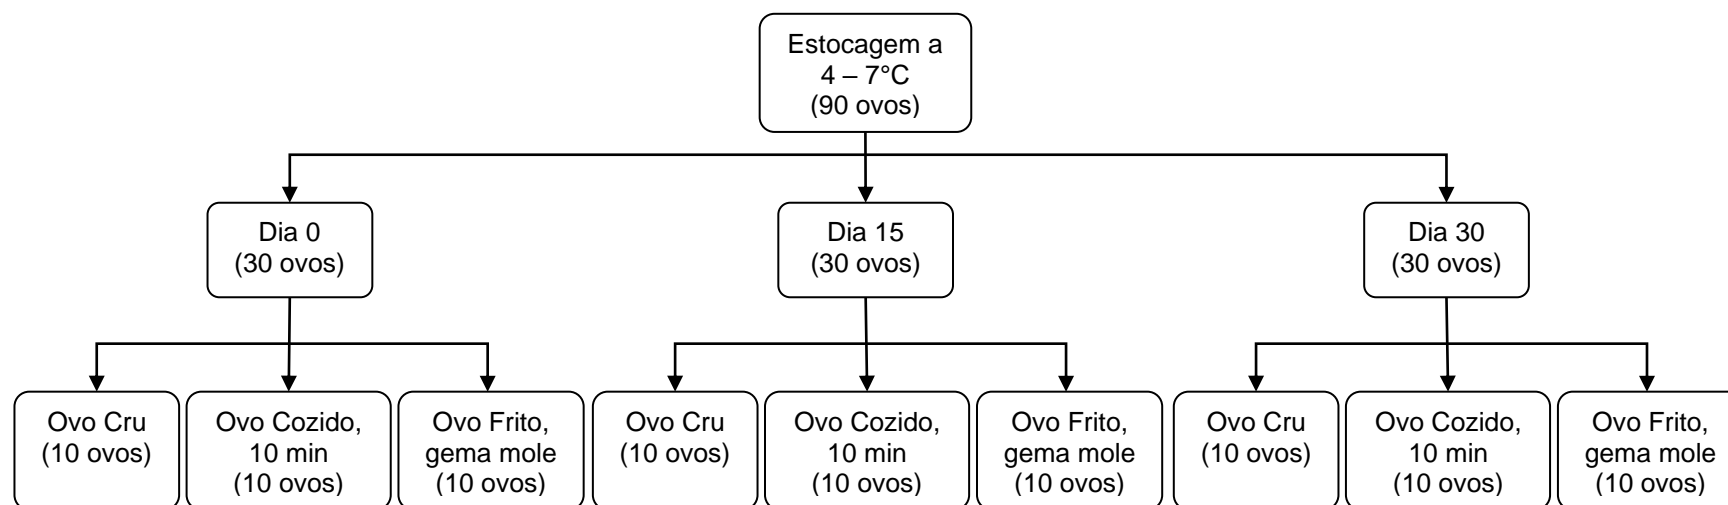 Estocagem a
4 – 7°C
(90 ovos)
Dia 0
(30 ovos)
Dia 15
(30 ovos)
Dia 30
(30 ovos)
Ovo Cru
(10 ovos)
Ovo Cozido,
10 min
(10 ovos)
Ovo Frito,
gema mole
(10 ovos)
Ovo Cru
(10 ovos)
Ovo Cozido,
10 min
(10 ovos)
Ovo Frito,
gema mole
(10 ovos)
Ovo Cru
(10 ovos)
Ovo Cozido,
10 min
(10 ovos)
Ovo Frito,
gema mole
(10 ovos)